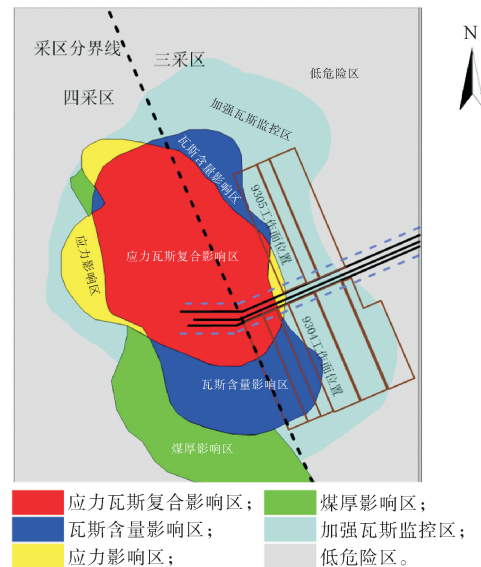 采区分界线
三采区
N
低危险区
四采区
加强瓦斯监控区
瓦斯含量影响区
9305工作面位置
应力瓦斯复合影响区
应力影响区
9304工作面位置
瓦斯含量影响区
煤厚影响区
应力瓦斯复合影响区；
煤厚影响区；
瓦斯含量影响区；
加强瓦斯监控区；
应力影响区；
低危险区。